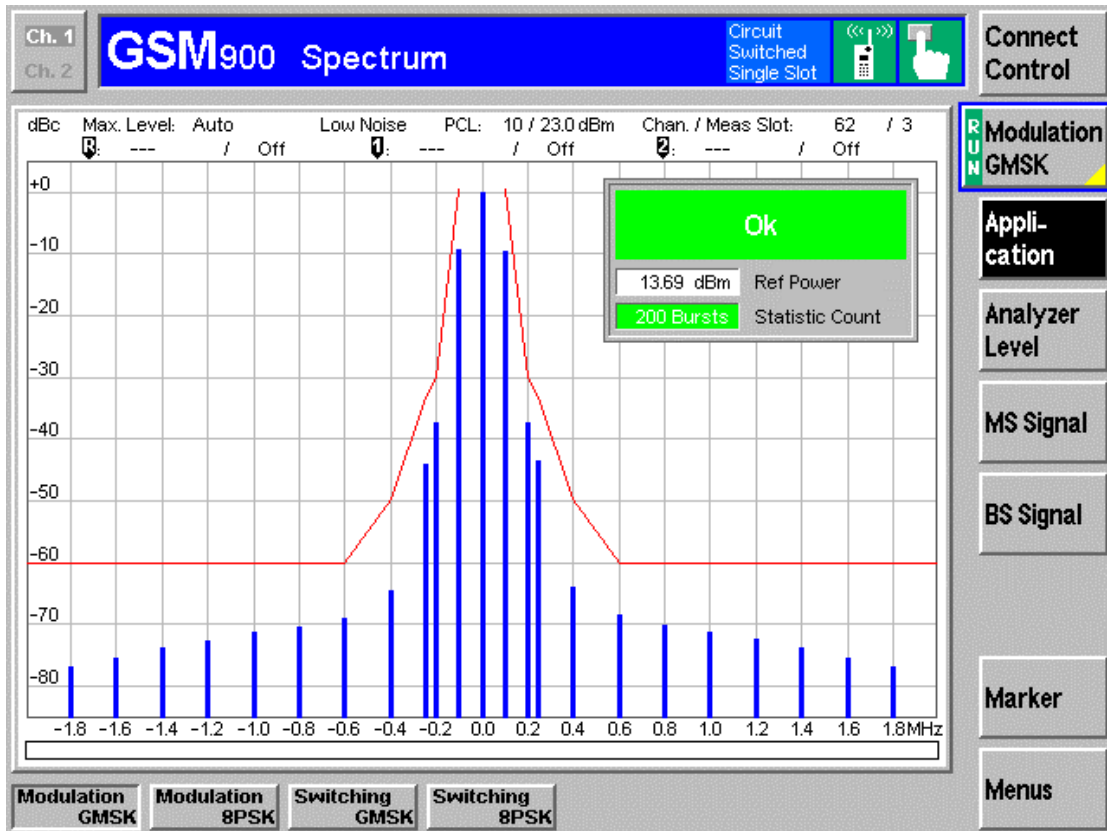 Ch. 1
Ch. 2
GSM900 Spectrum
Circuit
Switched
Single Slot
Connect
Control
dBc Max. Level: Auto Low Noise PCL: 10 / 23.0 dBm Chan. / Meas Slot: 62 / 3
R: --- / Off 1: --- / Off 2: --- / Off
RUN
Modulation
GMSK
+0
-10
-20
-30
-40
-50
-60
-70
-80
Ok
13.69 dBm Ref Power
200 Bursts Statistic Count
Appli-
cation
Analyzer
Level
MS Signal
BS Signal
Marker
Menus
-1.8 -1.6 -1.4 -1.2 -1.0 -0.8 -0.6 -0.4 -0.2 0.0 0.2 0.4 0.6 0.8 1.0 1.2 1.4 1.6 1.8MHz
Modulation
GMSK
Modulation
8PSK
Switching
GMSK
Switching
8PSK